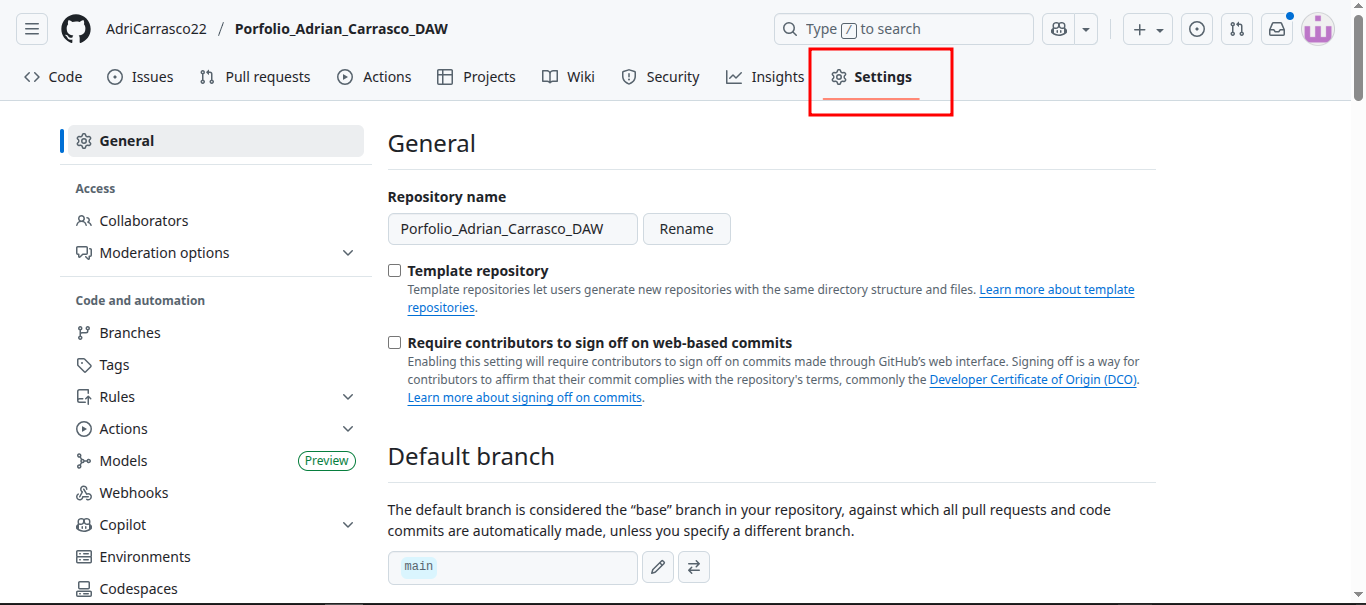 AdriCarrasco22 / Porfolio_Adrian_Carrasco_DAW
Type / to search
Code Issues Pull requests Actions Projects Wiki Security Insights Settings
General
Access
Collaborators
Moderation options
Code and automation
Branches
Tags
Rules
Actions
Models Preview
Webhooks
Copilot
Environments
Codespaces
General
Repository name
Porfolio_Adrian_Carrasco_DAW Rename
Template repository
Template repositories let users generate new repositories with the same directory structure and files. Learn more about template
repositories.
Require contributors to sign off on web-based commits
Enabling this setting will require contributors to sign off on commits made through GitHub's web interface. Signing off is a way for
contributors to affirm that their commit complies with the repository's terms, commonly the Developer Certificate of Origin (DCO).
Learn more about signing off on commits.
Default branch
The default branch is considered the “base” branch in your repository, against which all pull requests and code
commits are automatically made, unless you specify a different branch.
main